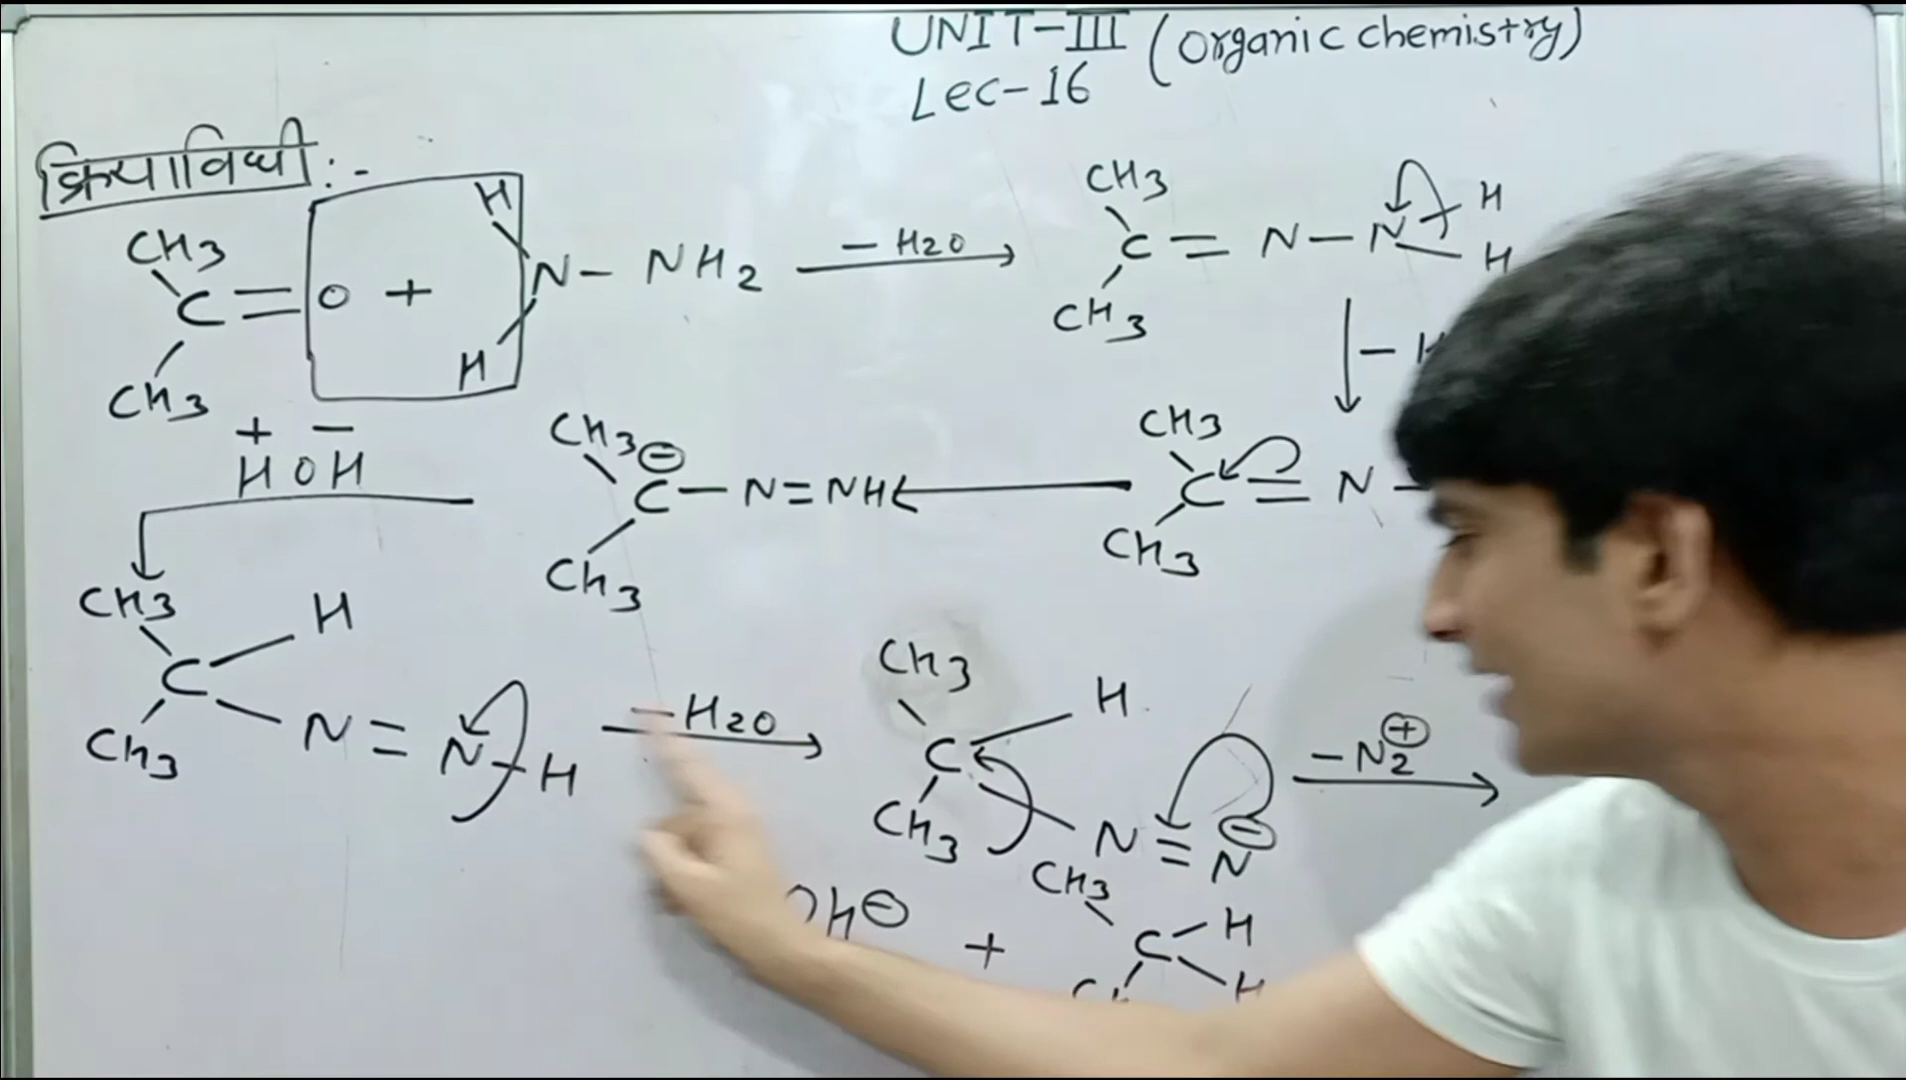 UNIT-III (Organic chemistry)
Lec-16
क्रियाविधी :-
CH3 C = O + H N - NH2 H CH3
- H2O
CH3 C = N - N H H CH3
-
CH3 C = N - CH3
CH3 ⊖ C - N = NH CH3
+ -
H O H
CH3 C H N = N - H CH3
- H2O
CH3 C H N = N ⊖ CH3
- N2 ⊕
OH⊖ + CH3 C H H